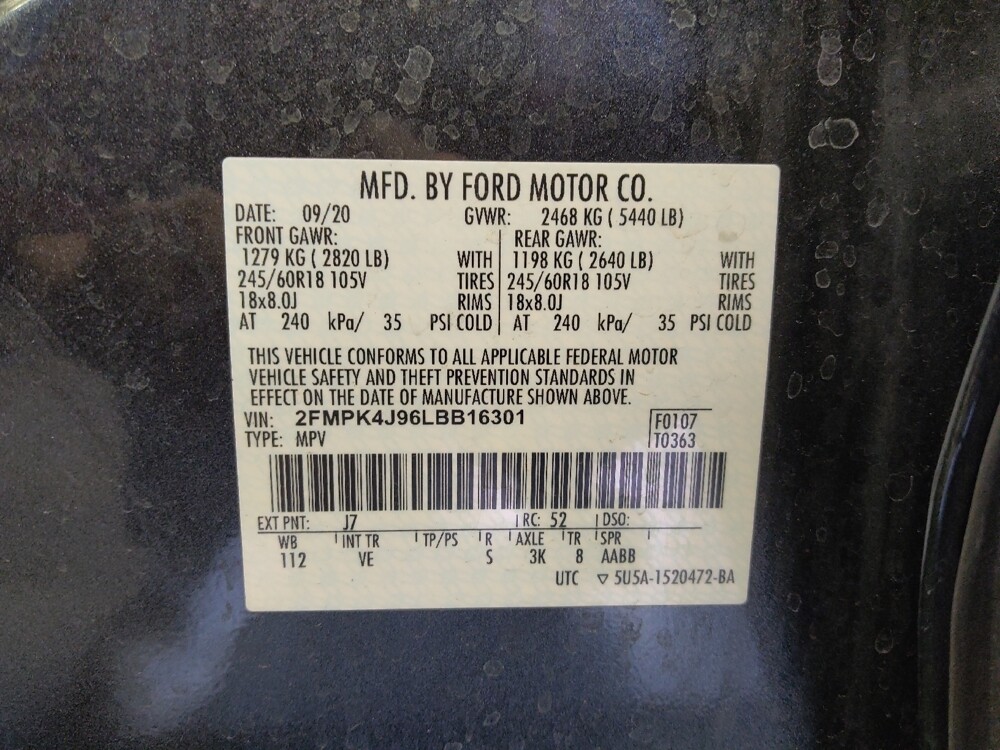 MFD. BY FORD MOTOR CO.
DATE: 09/20 GVWR: 2468 KG ( 5440 LB)
FRONT GAWR: REAR GAWR:
1279 KG ( 2820 LB) WITH 1198 KG ( 2640 LB) WITH
245/60R18 105V TIRES 245/60R18 105V TIRES
18x8.0J RIMS 18x8.0J RIMS
AT 240 kPa/ 35 PSI COLD AT 240 kPa/ 35 PSI COLD
THIS VEHICLE CONFORMS TO ALL APPLICABLE FEDERAL MOTOR
VEHICLE SAFETY AND THEFT PREVENTION STANDARDS IN
EFFECT ON THE DATE OF MANUFACTURE SHOWN ABOVE.
VIN: 2FMPK4J96LBB16301 F0107
TYPE: MPV T0363
EXT PNT: J7 RC: 52 DSO:
WB INT TR TP/PS R AXLE TR SPR
112 VE S 3K 8 AABB
UTC ▽ 5U5A-1520472-BA